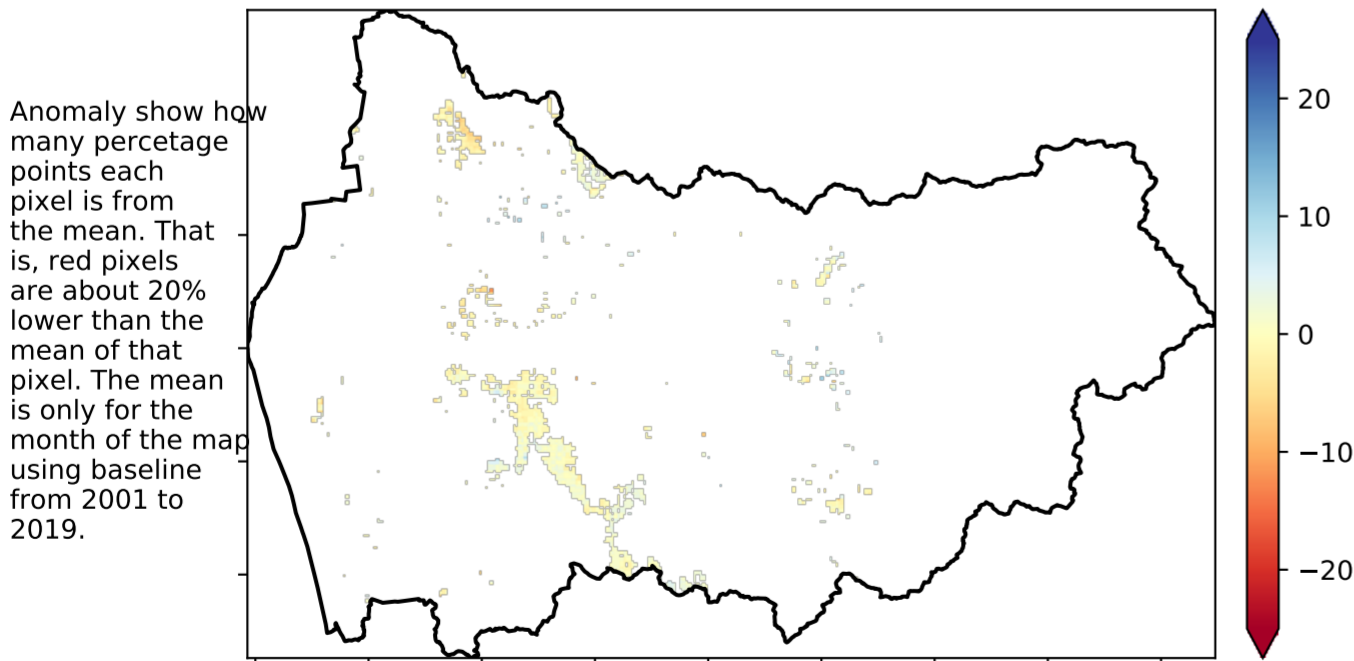 Anomaly show how
many percetage
points each
pixel is from
the mean. That
is, red pixels
are about 20%
lower than the
mean of that
pixel. The mean
is only for the
month of the map
using baseline
from 2001 to
2019.
20
10
0
−10
−20